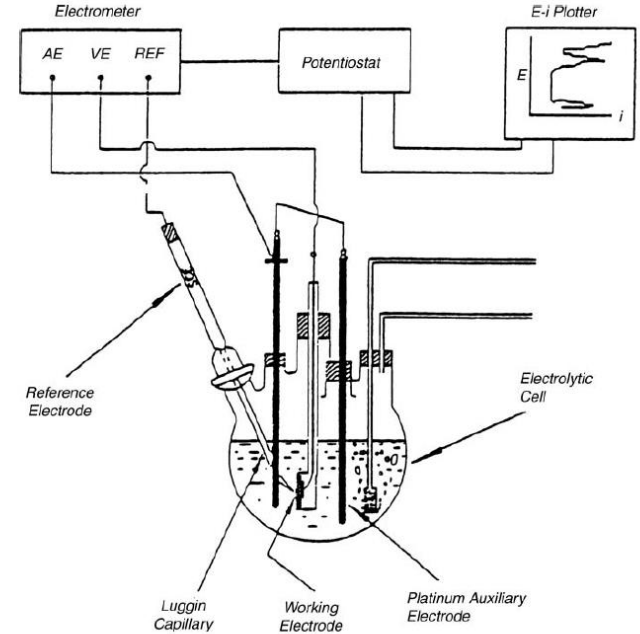 Electrometer
E-i Plotter
AE VE REF
Potentiostat
E
i
Reference
Electrode
Electrolytic
Cell
Luggin
Capillary
Working
Electrode
Platinum Auxiliary
Electrode